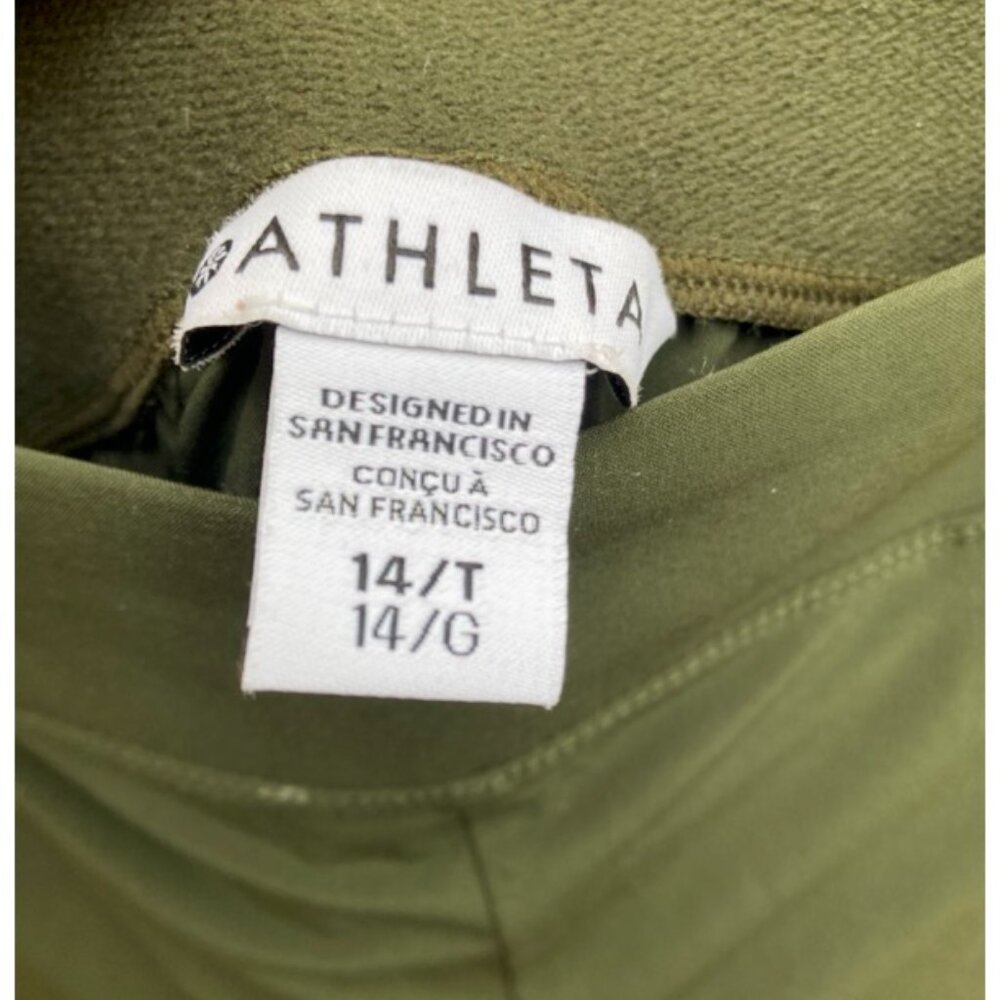 ATHLETA
DESIGNED IN
SAN FRANCISCO
CONÇU À
SAN FRANCISCO
14/T
14/G